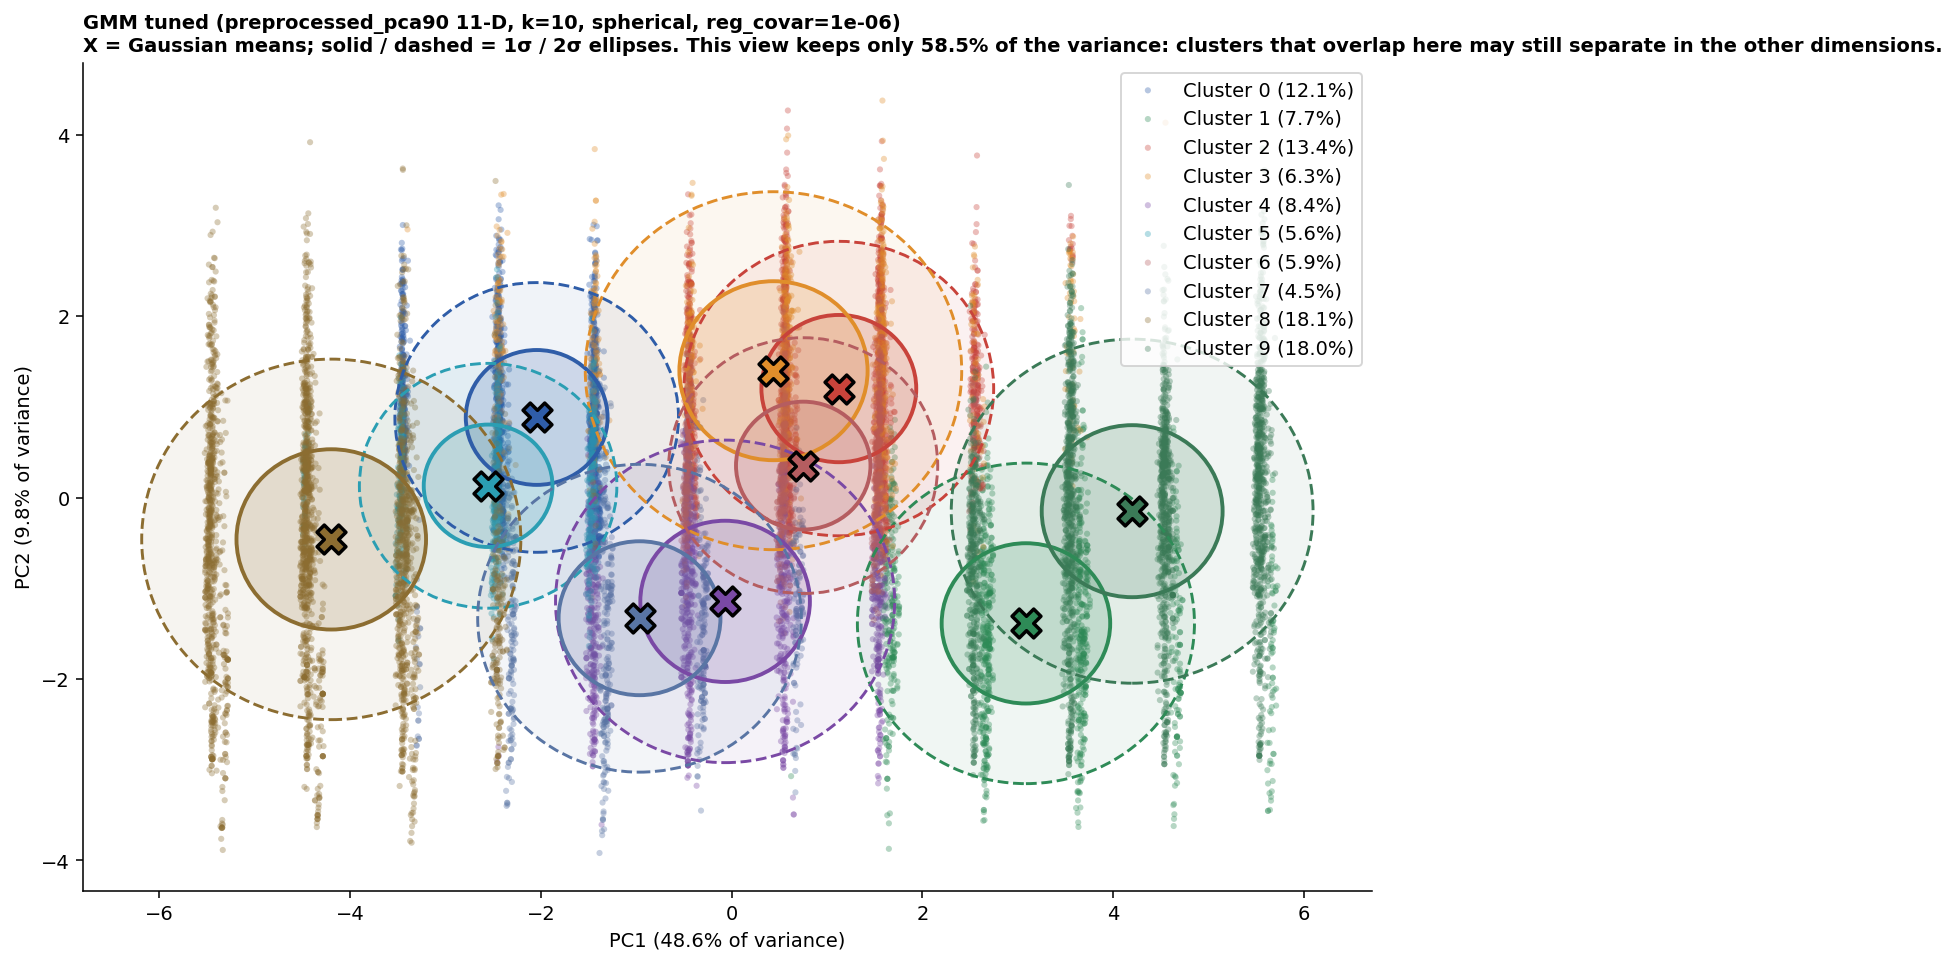 GMM tuned (preprocessed_pca90 11-D, k=10, spherical, reg_covar=1e-06)
X = Gaussian means; solid / dashed = 1σ / 2σ ellipses. This view keeps only 58.5% of the variance: clusters that overlap here may still separate in the other dimensions.
Cluster 0 (12.1%)
Cluster 1 (7.7%)
Cluster 2 (13.4%)
Cluster 3 (6.3%)
Cluster 4 (8.4%)
Cluster 5 (5.6%)
Cluster 6 (5.9%)
Cluster 7 (4.5%)
Cluster 8 (18.1%)
Cluster 9 (18.0%)
PC2 (9.8% of variance)
4
2
0
−2
−4
−6
−4
−2
0
2
4
6
PC1 (48.6% of variance)